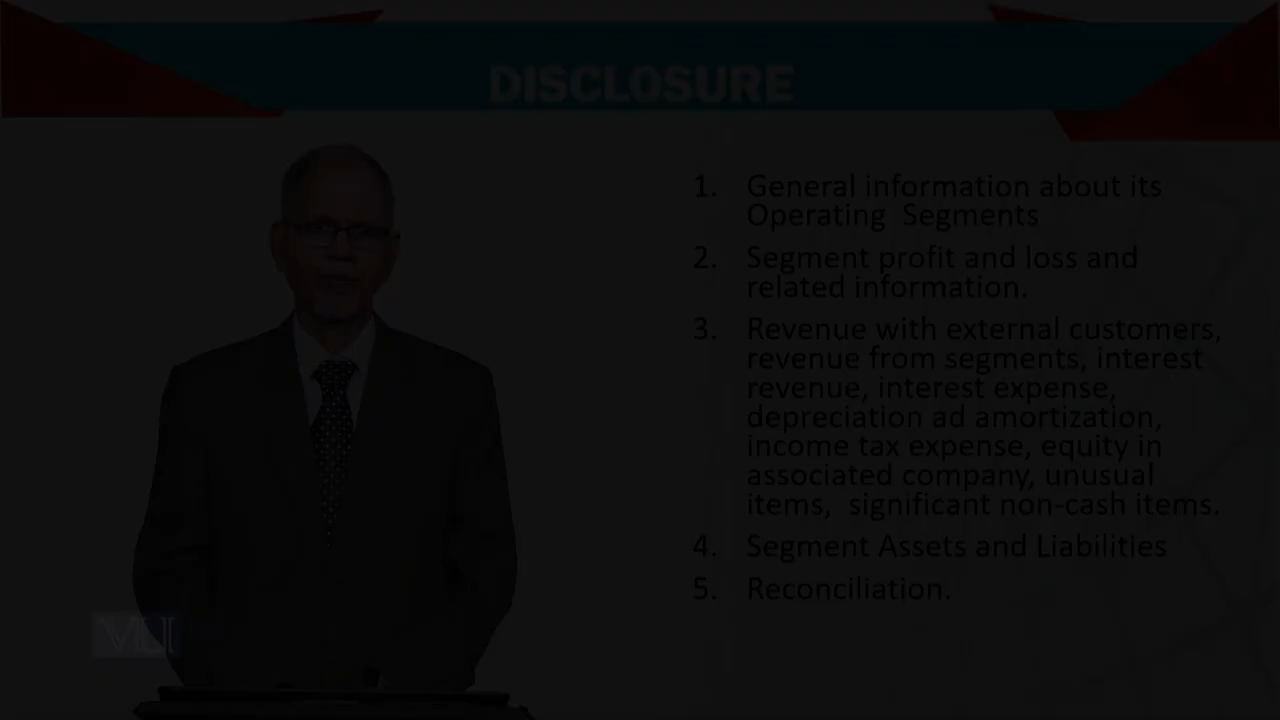 DISCLOSURE
1. General information about its
Operating Segments
2. Segment profit and loss and
related information.
3. Revenue with external customers,
revenue from segments, interest
revenue, interest expense,
depreciation ad amortization,
income tax expense, equity in
associated company, unusual
items, significant non-cash items.
4. Segment Assets and Liabilities
5. Reconciliation.
VU